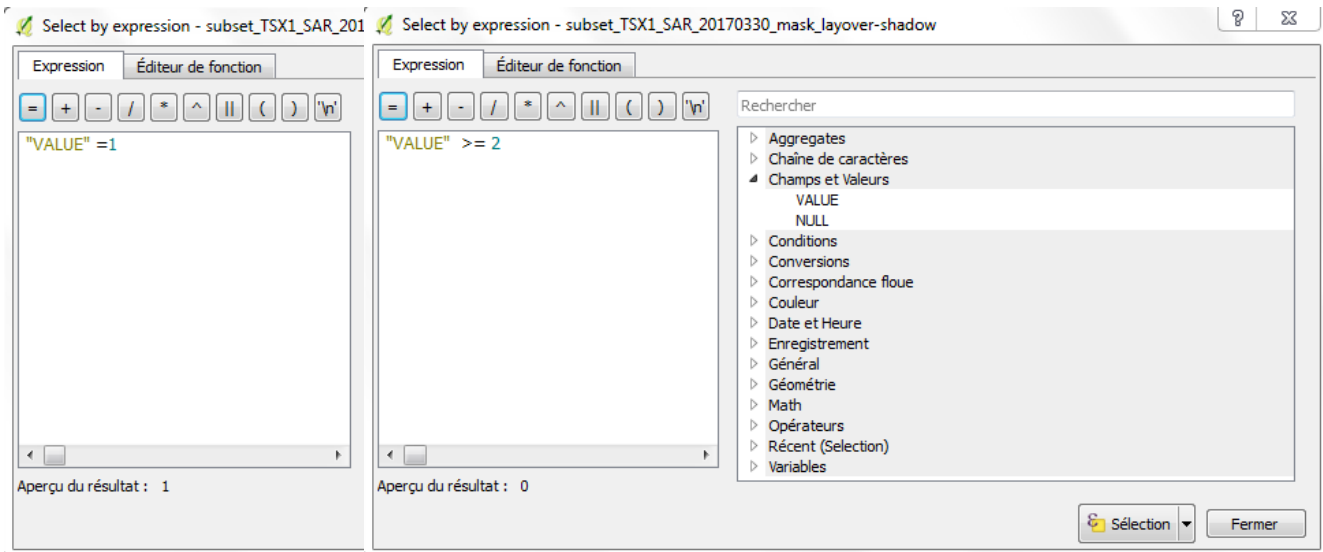 Select by expression - subset_TSX1_SAR_201
Expression
Éditeur de fonction
= + - / * ^ || ( ) '\n'
"VALUE" =1
Aperçu du résultat : 1
Select by expression - subset_TSX1_SAR_20170330_mask_layover-shadow
Expression
Éditeur de fonction
= + - / * ^ || ( ) '\n'
"VALUE" >= 2
Aperçu du résultat : 0
Rechercher
Aggregates
Chaîne de caractères
Champs et Valeurs
VALUE
NULL
Conditions
Conversions
Correspondance floue
Couleur
Date et Heure
Enregistrement
Général
Géométrie
Math
Opérateurs
Récent (Selection)
Variables
Sélection
Fermer